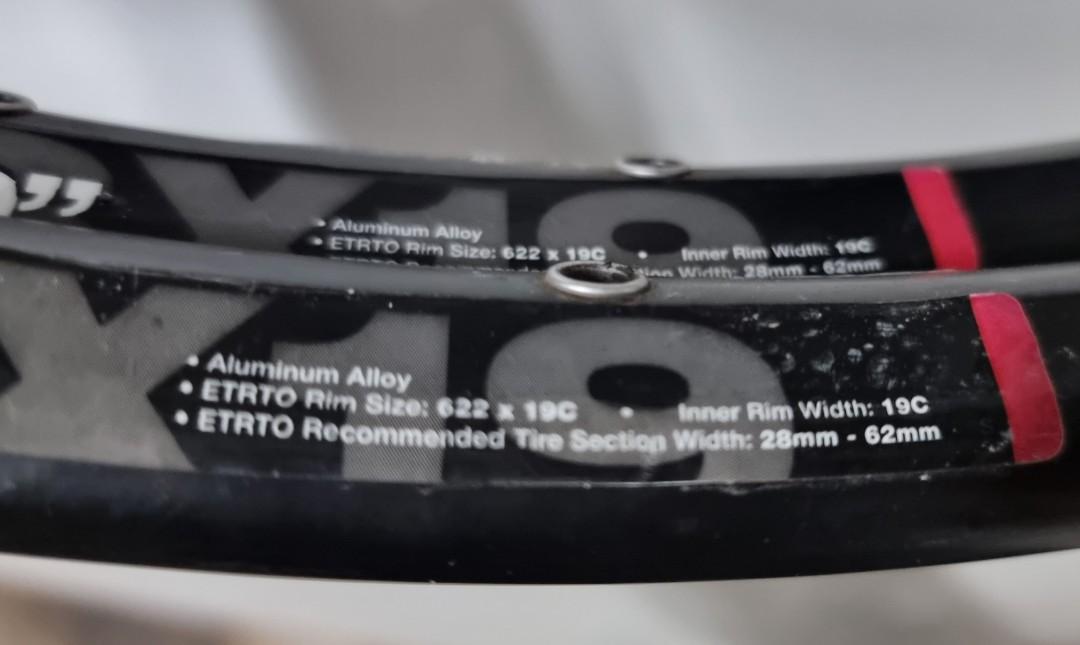 ”
X19
• Aluminum Alloy
• ETRTO Rim Size: 622 x 19C • Inner Rim Width: 19C
Width: 28mm - 62mm
X19
• Aluminum Alloy
• ETRTO Rim Size: 622 x 19C • Inner Rim Width: 19C
• ETRTO Recommended Tire Section Width: 28mm - 62mm